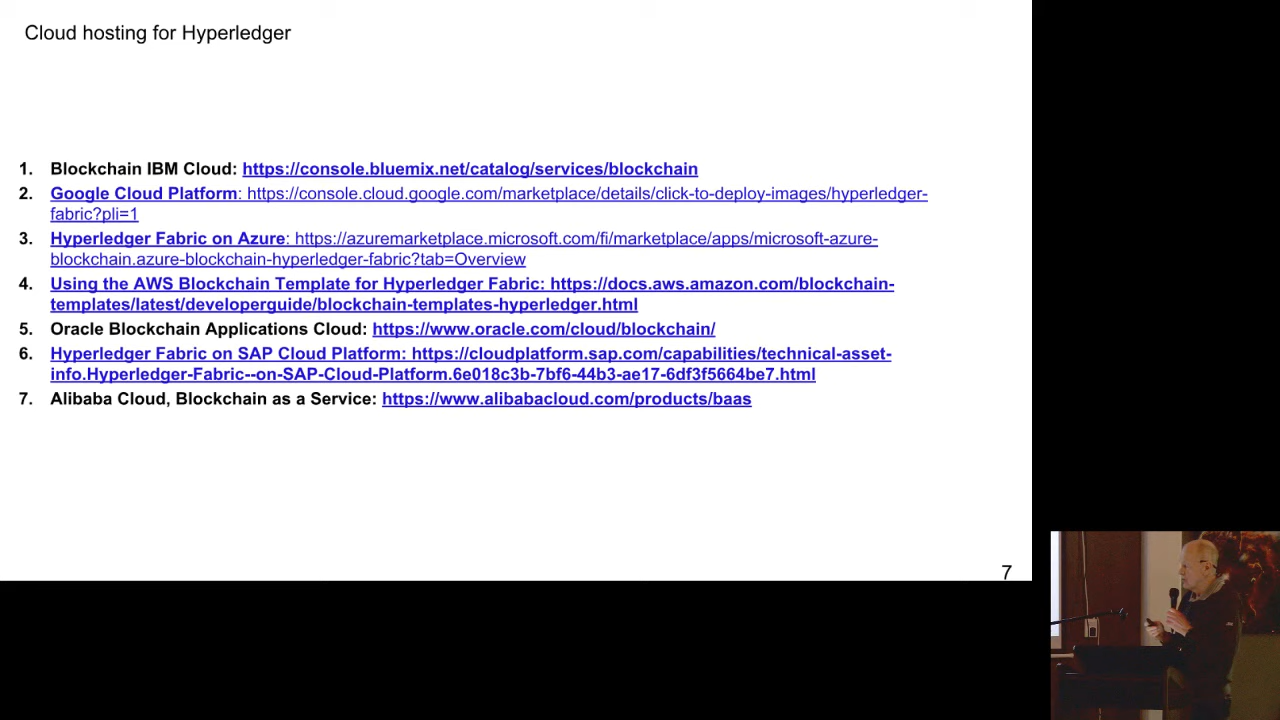 Cloud hosting for Hyperledger
1. Blockchain IBM Cloud: https://console.bluemix.net/catalog/services/blockchain
2. Google Cloud Platform: https://console.cloud.google.com/marketplace/details/click-to-deploy-images/hyperledger-
fabric?pli=1
3. Hyperledger Fabric on Azure: https://azuremarketplace.microsoft.com/fi/marketplace/apps/microsoft-azure-
blockchain.azure-blockchain-hyperledger-fabric?tab=Overview
4. Using the AWS Blockchain Template for Hyperledger Fabric: https://docs.aws.amazon.com/blockchain-
templates/latest/developerguide/blockchain-templates-hyperledger.html
5. Oracle Blockchain Applications Cloud: https://www.oracle.com/cloud/blockchain/
6. Hyperledger Fabric on SAP Cloud Platform: https://cloudplatform.sap.com/capabilities/technical-asset-
info.Hyperledger-Fabric--on-SAP-Cloud-Platform.6e018c3b-7bf6-44b3-ae17-6df3f5664be7.html
7. Alibaba Cloud, Blockchain as a Service: https://www.alibabacloud.com/products/baas
7